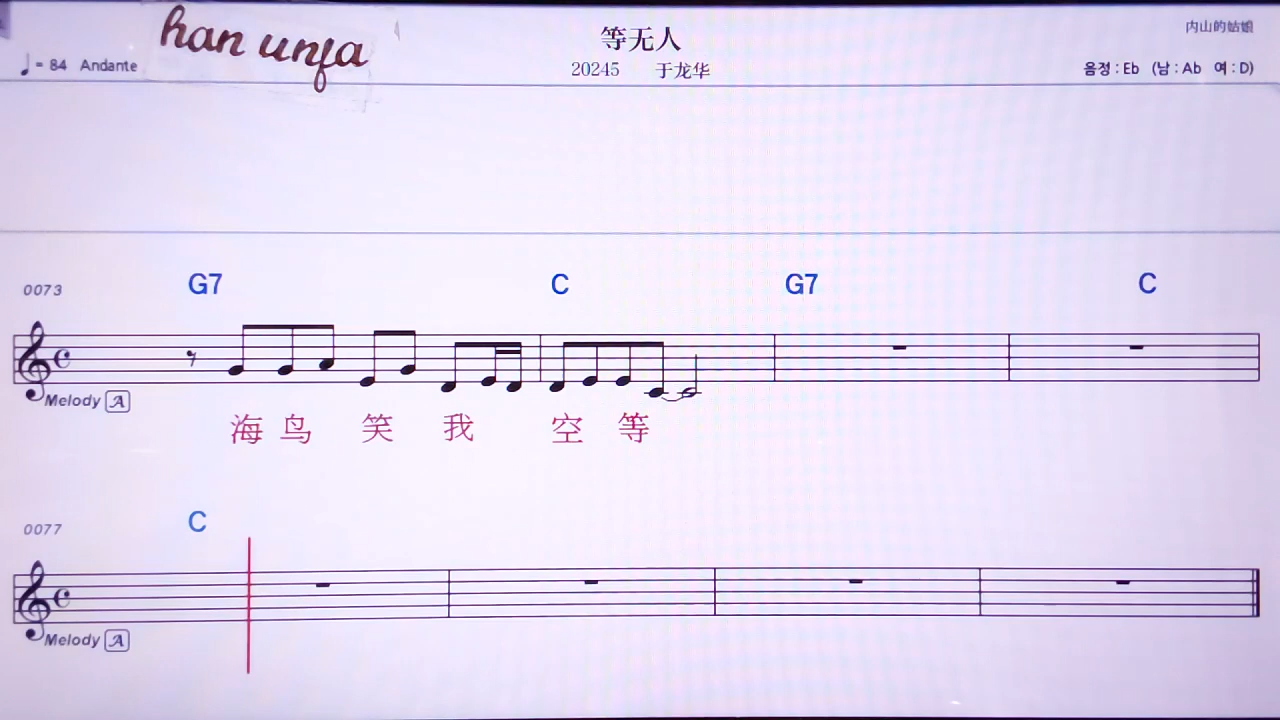 han unfa
等无人
内山的姑娘
♩ = 84 Andante
20245 于龙华
음정 : Eb (남 : Ab 여 : D)
0073
G7 C G7 C
Melody A
海 鸟 笑 我 空 等
0077
C
Melody A